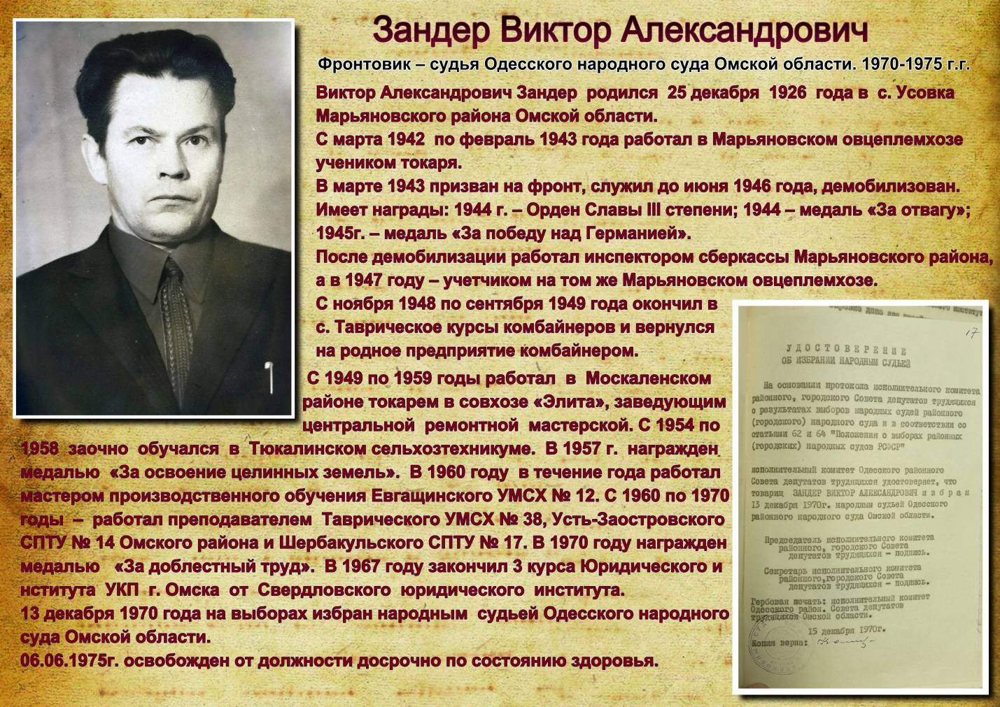 Зандер Виктор Александрович
Фронтовик – судья Одесского народного суда Омской области. 1970-1975 г.г.
Виктор Александрович Зандер родился 25 декабря 1926 года в с. Усовка
Марьяновского района Омской области.
С марта 1942 по февраль 1943 года работал в Марьяновском овцеплемхозе
учеником токаря.
В марте 1943 призван на фронт, служил до июня 1946 года, демобилизован.
Имеет награды: 1944 г. – Орден Славы III степени; 1944 – медаль «За отвагу»;
1945г. – медаль «За победу над Германией».
После демобилизации работал инспектором сберкассы Марьяновского района,
а в 1947 году – учетчиком на том же Марьяновском овцеплемхозе.
С ноября 1948 по сентября 1949 года окончил в
с. Таврическое курсы комбайнеров и вернулся
на родное предприятие комбайнером.
С 1949 по 1959 годы работал в Москаленском
районе токарем в совхозе «Элита», заведующим
центральной ремонтной мастерской. С 1954 по
1958 заочно обучался в Тюкалинском сельхозтехникуме. В 1957 г. награжден
медалью «За освоение целинных земель». В 1960 году в течение года работал
мастером производственного обучения Евгащинского УМСХ № 12. С 1960 по 1970
годы – работал преподавателем Таврического УМСХ № 38, Усть-Заостровского
СПТУ № 14 Омского района и Шербакульского СПТУ № 17. В 1970 году награжден
медалью «За доблестный труд». В 1967 году закончил 3 курса Юридического и
нститута УКП г. Омска от Свердловского юридического института.
13 декабря 1970 года на выборах избран народным судьей Одесского народного
суда Омской области.
06.06.1975г. освобожден от должности досрочно по состоянию здоровья.
17
УДОСТОВЕРЕНИЕ
ОБ ИЗБРАНИИ НАРОДНЫМ СУДЬЕЙ
На основании протокола исполнительного комитета
районного, городского Совета депутатов трудящихся
о результатах выборов народных судей районного
(городского) народного суда и в соответствии со
статьями 62 и 64 "Положения о выборах районных
(городских) народных судов РСФСР"
исполнительный комитет Одесского районного
Совета депутатов трудящихся удостоверяет, что
товарищ ЗАНДЕР ВИКТОР АЛЕКСАНДРОВИЧ и з б р а н
13 декабря 1970г. народным судьей Одесского
районного народного суда Омской области.
Председатель исполнительного комитета
районного, городского Совета
депутатов трудящихся – подпись.
Секретарь исполнительного комитета
районного,городского Совета
депутатов трудящихся – подпись.
Гербовая печать: исполнительный комитет
Одесского район. Совета депутатов
трудящихся Омской области.
15 декабря 1970г.
Копия верна: